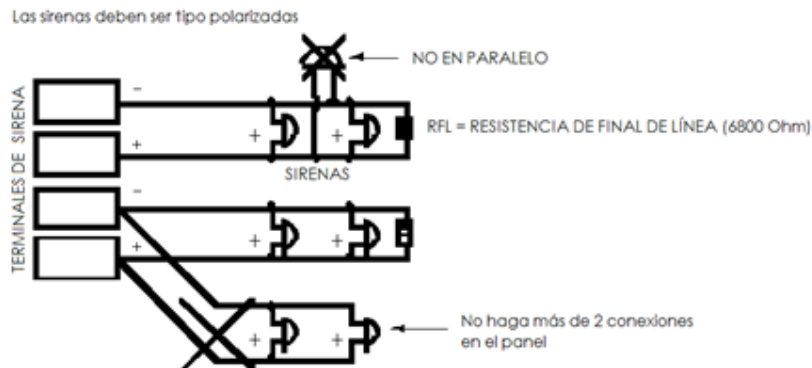 Las sirenas deben ser tipo polarizadas
NO EN PARALELO
TERMINALES DE SIRENA
-
+
+
+
RFL = RESISTENCIA DE FINAL DE LÍNEA (6800 Ohm)
SIRENAS
-
+
+
+
+
+
No haga más de 2 conexiones
en el panel